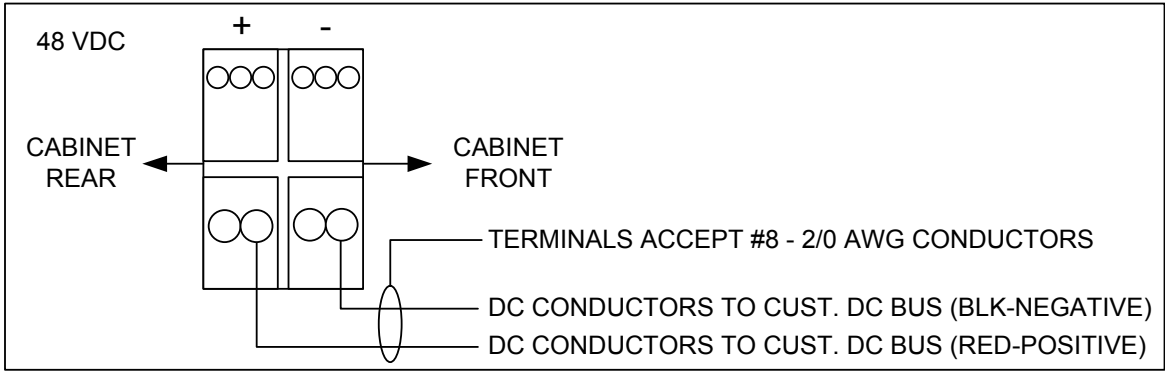 + -
48 VDC
CABINET
REAR
CABINET
FRONT
TERMINALS ACCEPT #8 - 2/0 AWG CONDUCTORS
DC CONDUCTORS TO CUST. DC BUS (BLK-NEGATIVE)
DC CONDUCTORS TO CUST. DC BUS (RED-POSITIVE)